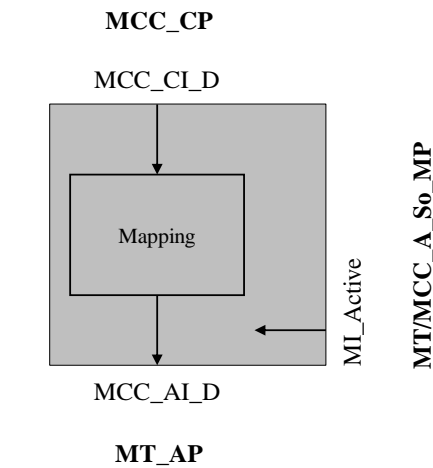 MCC_CP
MCC_CI_D
Mapping
MI_Active
MT/MCC_A_So_MP
MCC_AI_D
MT_AP